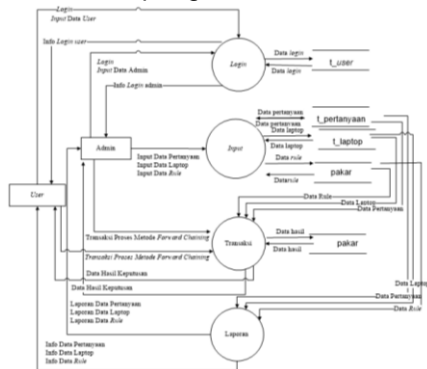 Login
Input Data User
Info Login user
Login
Input Data Admin
Info Login admin
Login
Data login
Data login
t_user
Data pertanyaan
Data pertanyaan
t_pertanyaan
Data laptop
Data laptop
t_laptop
Admin
Input
Input Data Pertanyaan
Input Data Laptop
Input Data Role
Data role
Datarole
pakar
User
Data Rule
Data Laptop
Data Pertanyaan
Transaksi Proses Metode Forward Chaining
Transaksi
Data hasil
Data hasil
pakar
Transaksi Proses Metode Forward Chaining
Data Hasil Keputusan
Data Hasil Keputusan
Data Laptop
Data Pertanyaan
Data Role
Laporan Data Pertanyaan
Laporan Data Laptop
Laporan Data Role
Laporan
Info Data Pertanyaan
Info Data Laptop
Info Data Role